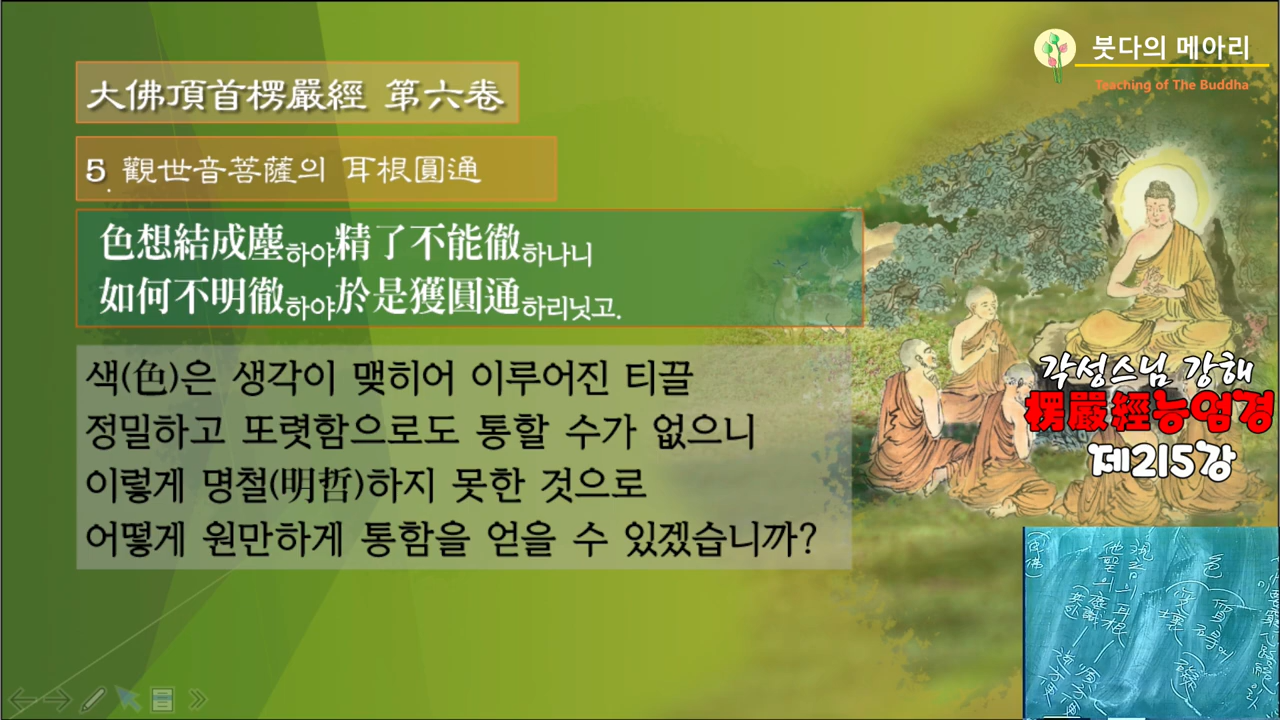 붓다의 메아리
Teaching of The Buddha
大佛頂首楞嚴經 第六卷
5. 觀世音菩薩의 耳根圓通
色想結成塵하야精了不能徹하나니
如何不明徹하야於是獲圓通하리닛고.
색(色)은 생각이 맺히어 이루어진 티끌
정밀하고 또렷함으로도 통할 수가 없으니
이렇게 명철(明哲)하지 못한 것으로
어떻게 원만하게 통함을 얻을 수 있겠습니까?
각성스님 강해
楞嚴經능엄경
제215강
色
耳根